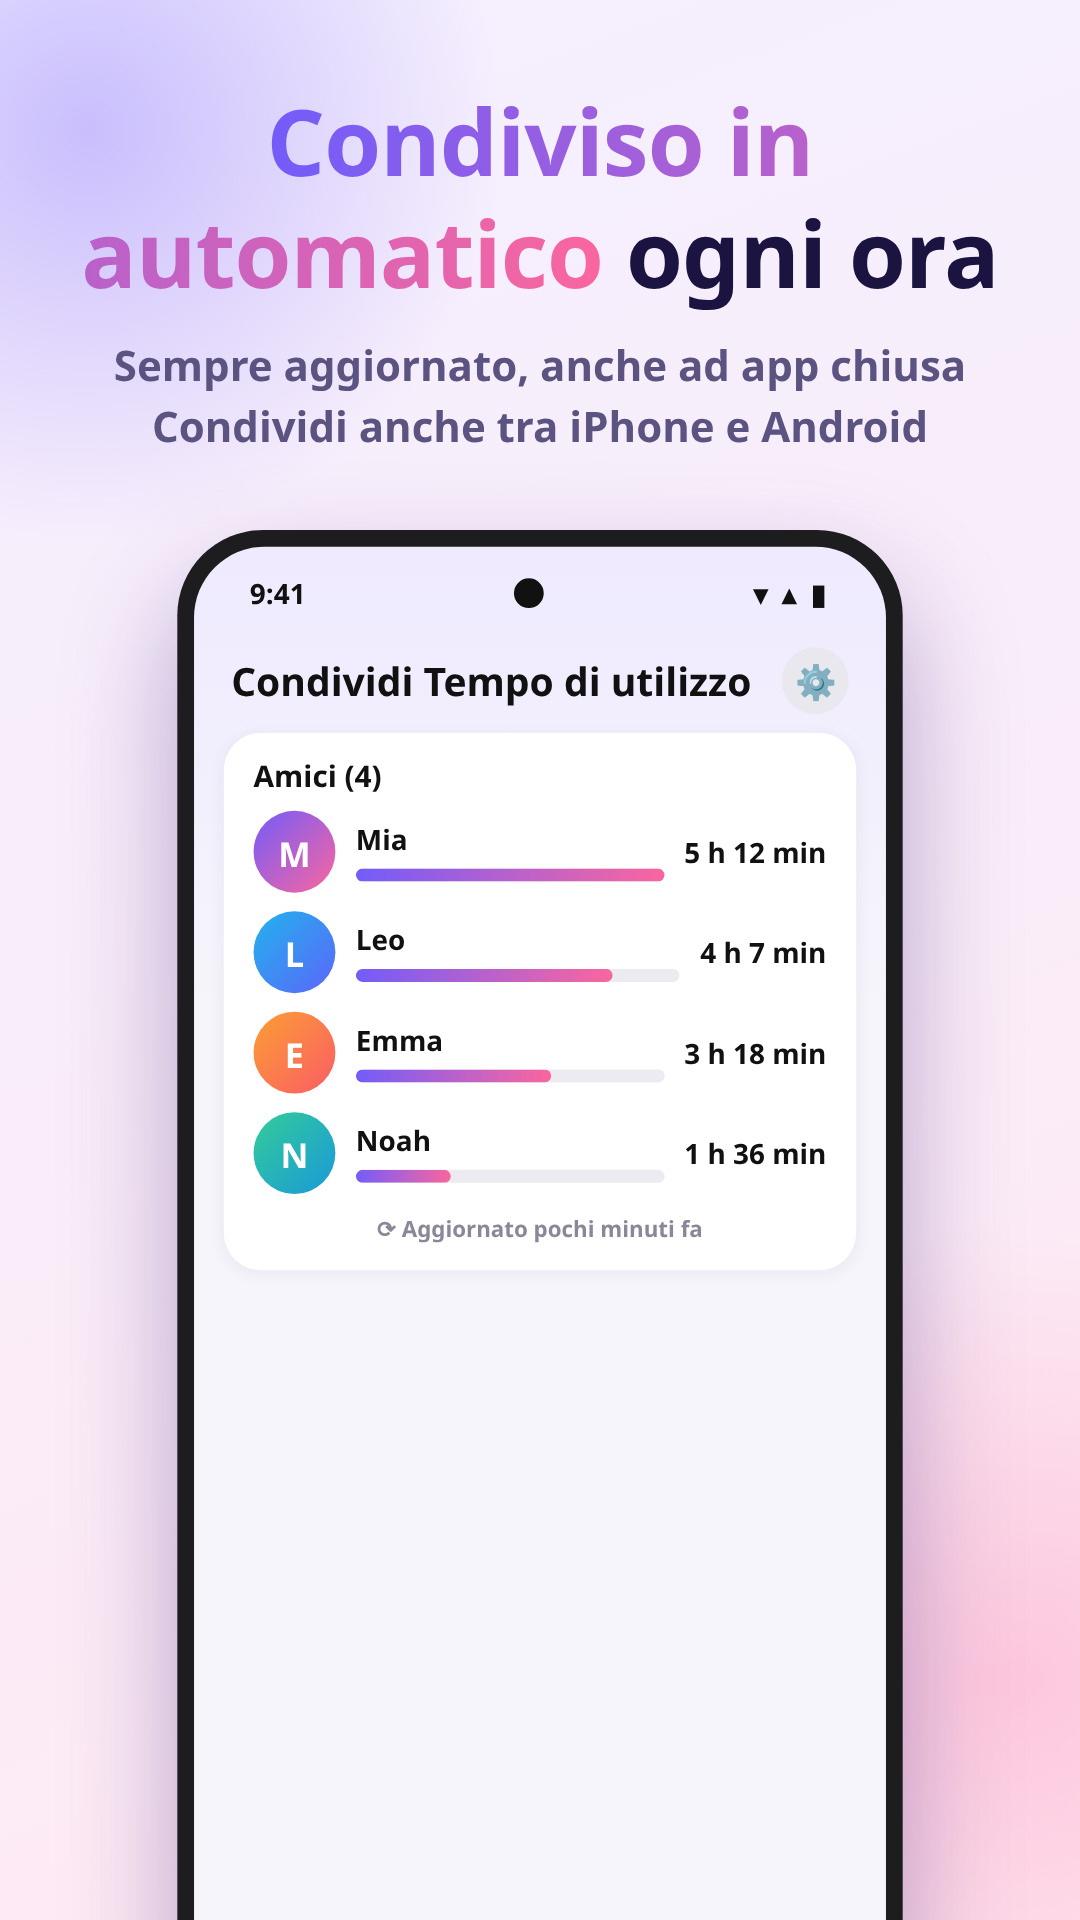 Condiviso in
automatico ogni ora
Sempre aggiornato, anche ad app chiusa
Condividi anche tra iPhone e Android
9:41
Condividi Tempo di utilizzo
Amici (4)
M
Mia
5 h 12 min
L
Leo
4 h 7 min
E
Emma
3 h 18 min
N
Noah
1 h 36 min
⟳ Aggiornato pochi minuti fa